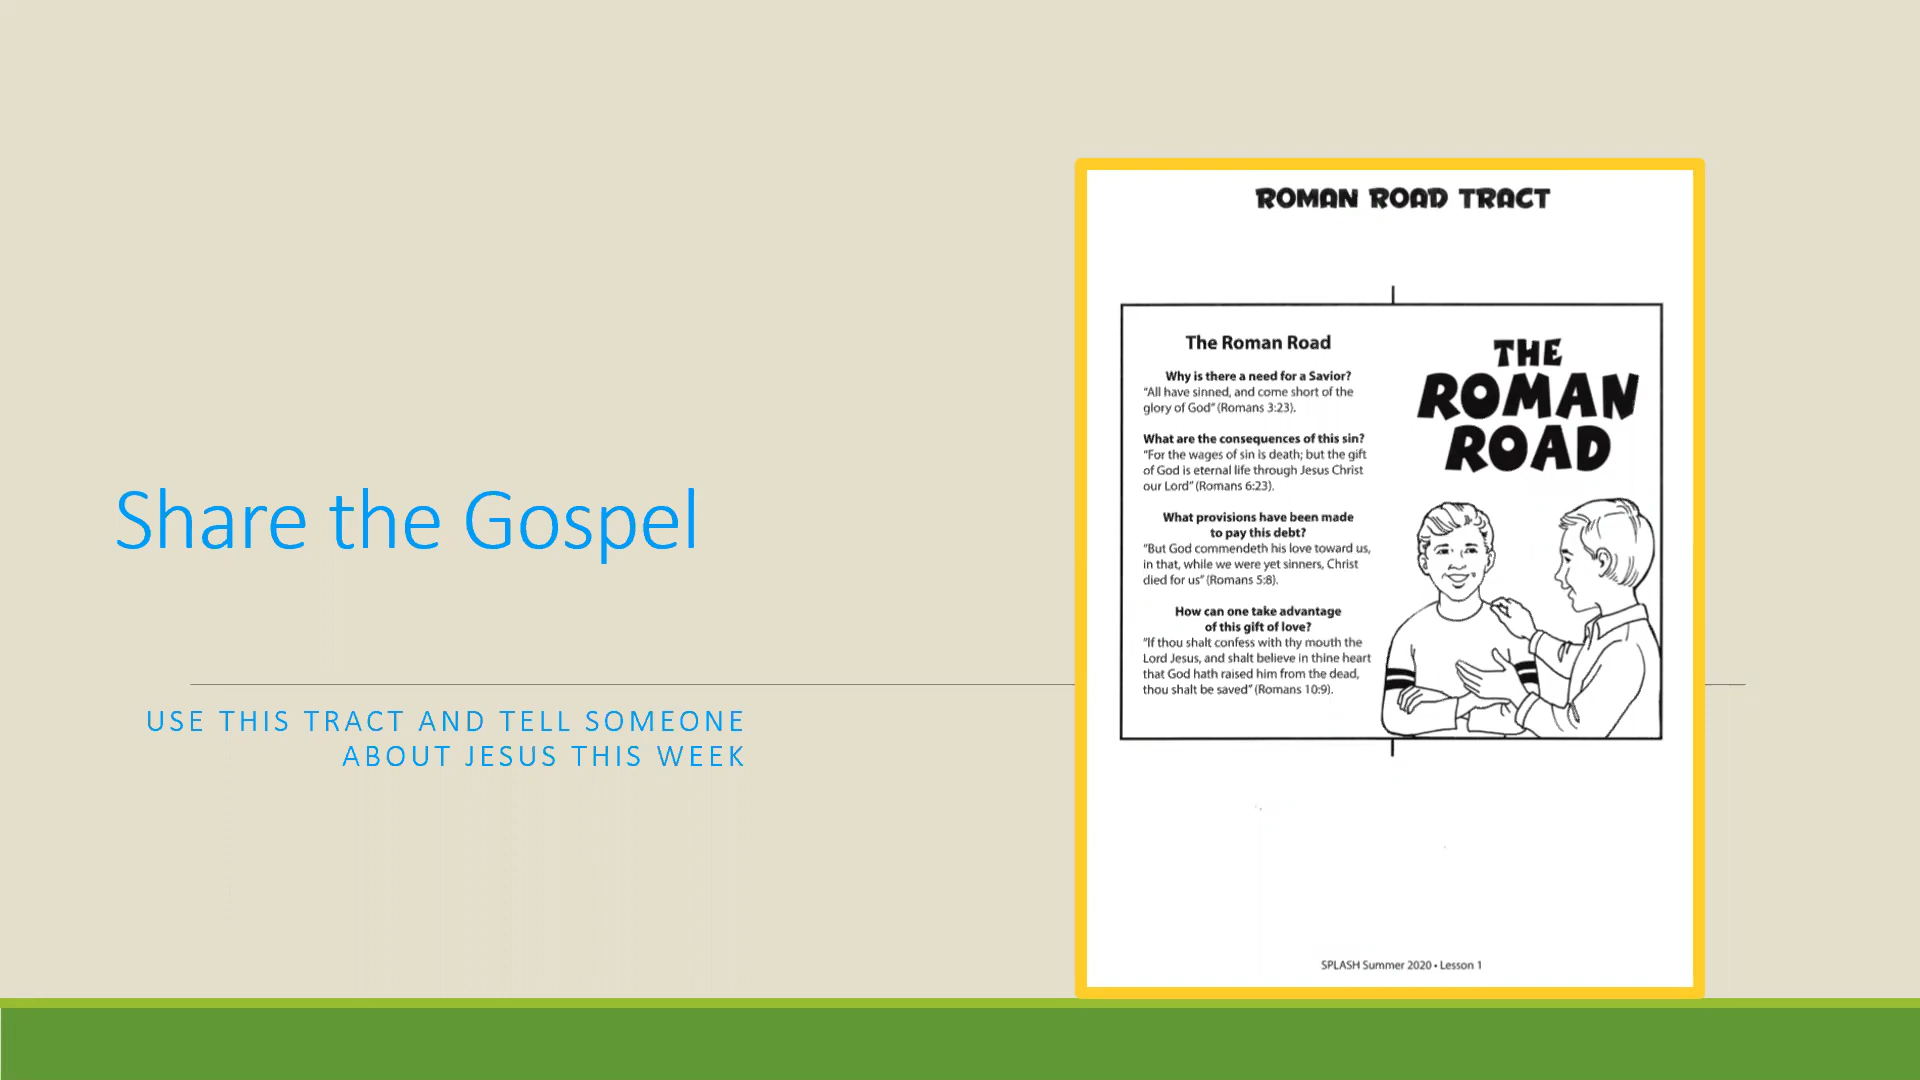 Share the Gospel
USE THIS TRACT AND TELL SOMEONE
ABOUT JESUS THIS WEEK
ROMAN ROAD TRACT
The Roman Road
Why is there a need for a Savior?
"All have sinned, and come short of the
glory of God" (Romans 3:23).
What are the consequences of this sin?
"For the wages of sin is death; but the gift
of God is eternal life through Jesus Christ
our Lord" (Romans 6:23).
What provisions have been made
to pay this debt?
"But God commendeth his love toward us,
in that, while we were yet sinners, Christ
died for us" (Romans 5:8).
How can one take advantage
of this gift of love?
"If thou shalt confess with thy mouth the
Lord Jesus, and shalt believe in thine heart
that God hath raised him from the dead,
thou shalt be saved" (Romans 10:9).
THE
ROMAN
ROAD
SPLASH Summer 2020 • Lesson 1